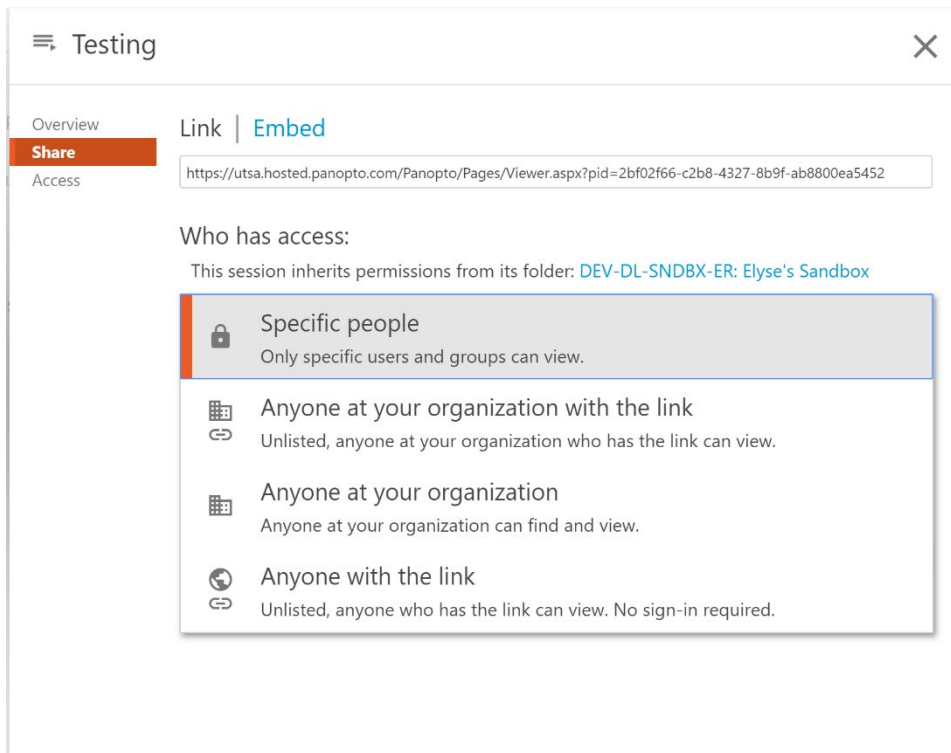 Testing
Overview
Share
Access
Link | Embed
https://utsa.hosted.panopto.com/Panopto/Pages/Viewer.aspx?pid=2bf02f66-c2b8-4327-8b9f-ab8800ea5452
Who has access:
This session inherits permissions from its folder: DEV-DL-SNDBX-ER: Elyse's Sandbox
Specific people
Only specific users and groups can view.
Anyone at your organization with the link
Unlisted, anyone at your organization who has the link can view.
Anyone at your organization
Anyone at your organization can find and view.
Anyone with the link
Unlisted, anyone who has the link can view. No sign-in required.